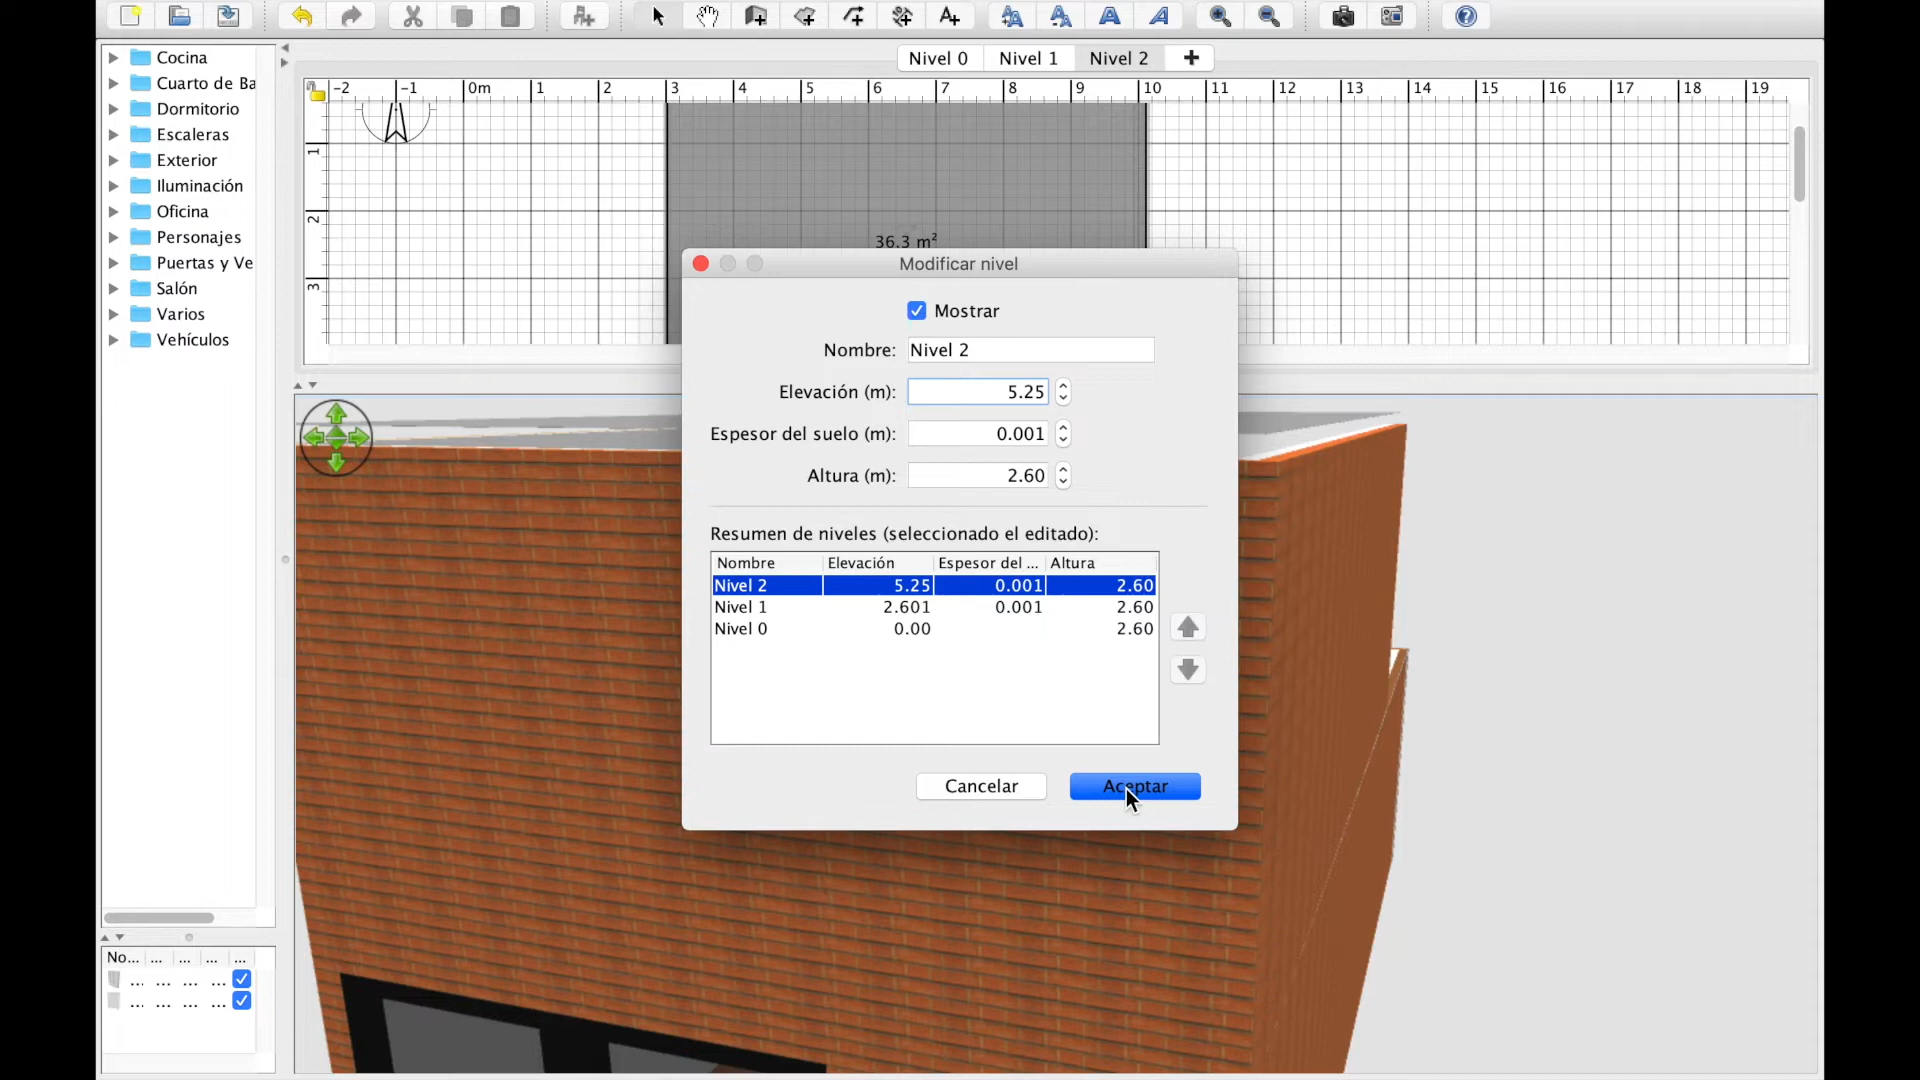 Nivel 0
Nivel 1
Nivel 2
+
-2 -1 0m 1 2 3 4 5 6 7 8 9 10 11 12 13 14 15 16 17 18 19
1
2
3
Cocina
Cuarto de Ba
Dormitorio
Escaleras
Exterior
Iluminación
Oficina
Personajes
Puertas y Ve
Salón
Varios
Vehículos
36.3 m²
Modificar nivel
Mostrar
Nombre: Nivel 2
Elevación (m): 5.25
Espesor del suelo (m): 0.001
Altura (m): 2.60
Resumen de niveles (seleccionado el editado):
Nombre Elevación Espesor del ... Altura
Nivel 2 5.25 0.001 2.60
Nivel 1 2.601 0.001 2.60
Nivel 0 0.00 2.60
Cancelar
Aceptar
No... ... ... ... ...
... ... ... ...
... ... ... ...